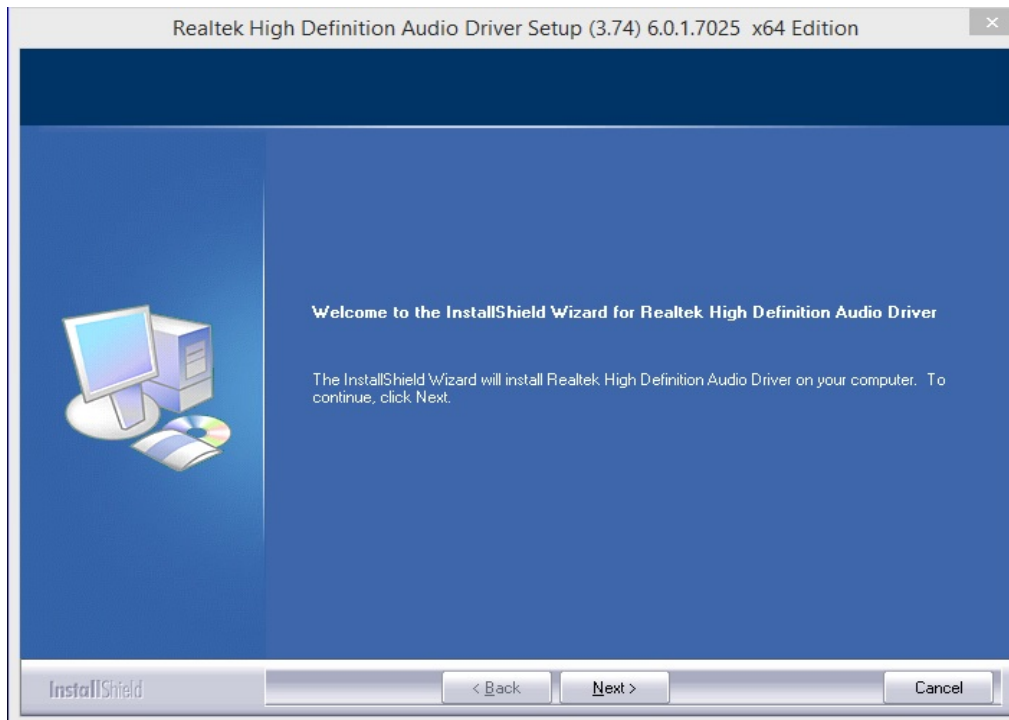 Realtek High Definition Audio Driver Setup (3.74) 6.0.1.7025 x64 Edition
Welcome to the InstallShield Wizard for Realtek High Definition Audio Driver
The InstallShield Wizard will install Realtek High Definition Audio Driver on your computer. To
continue, click Next.
InstallShield
< Back
Next >
Cancel